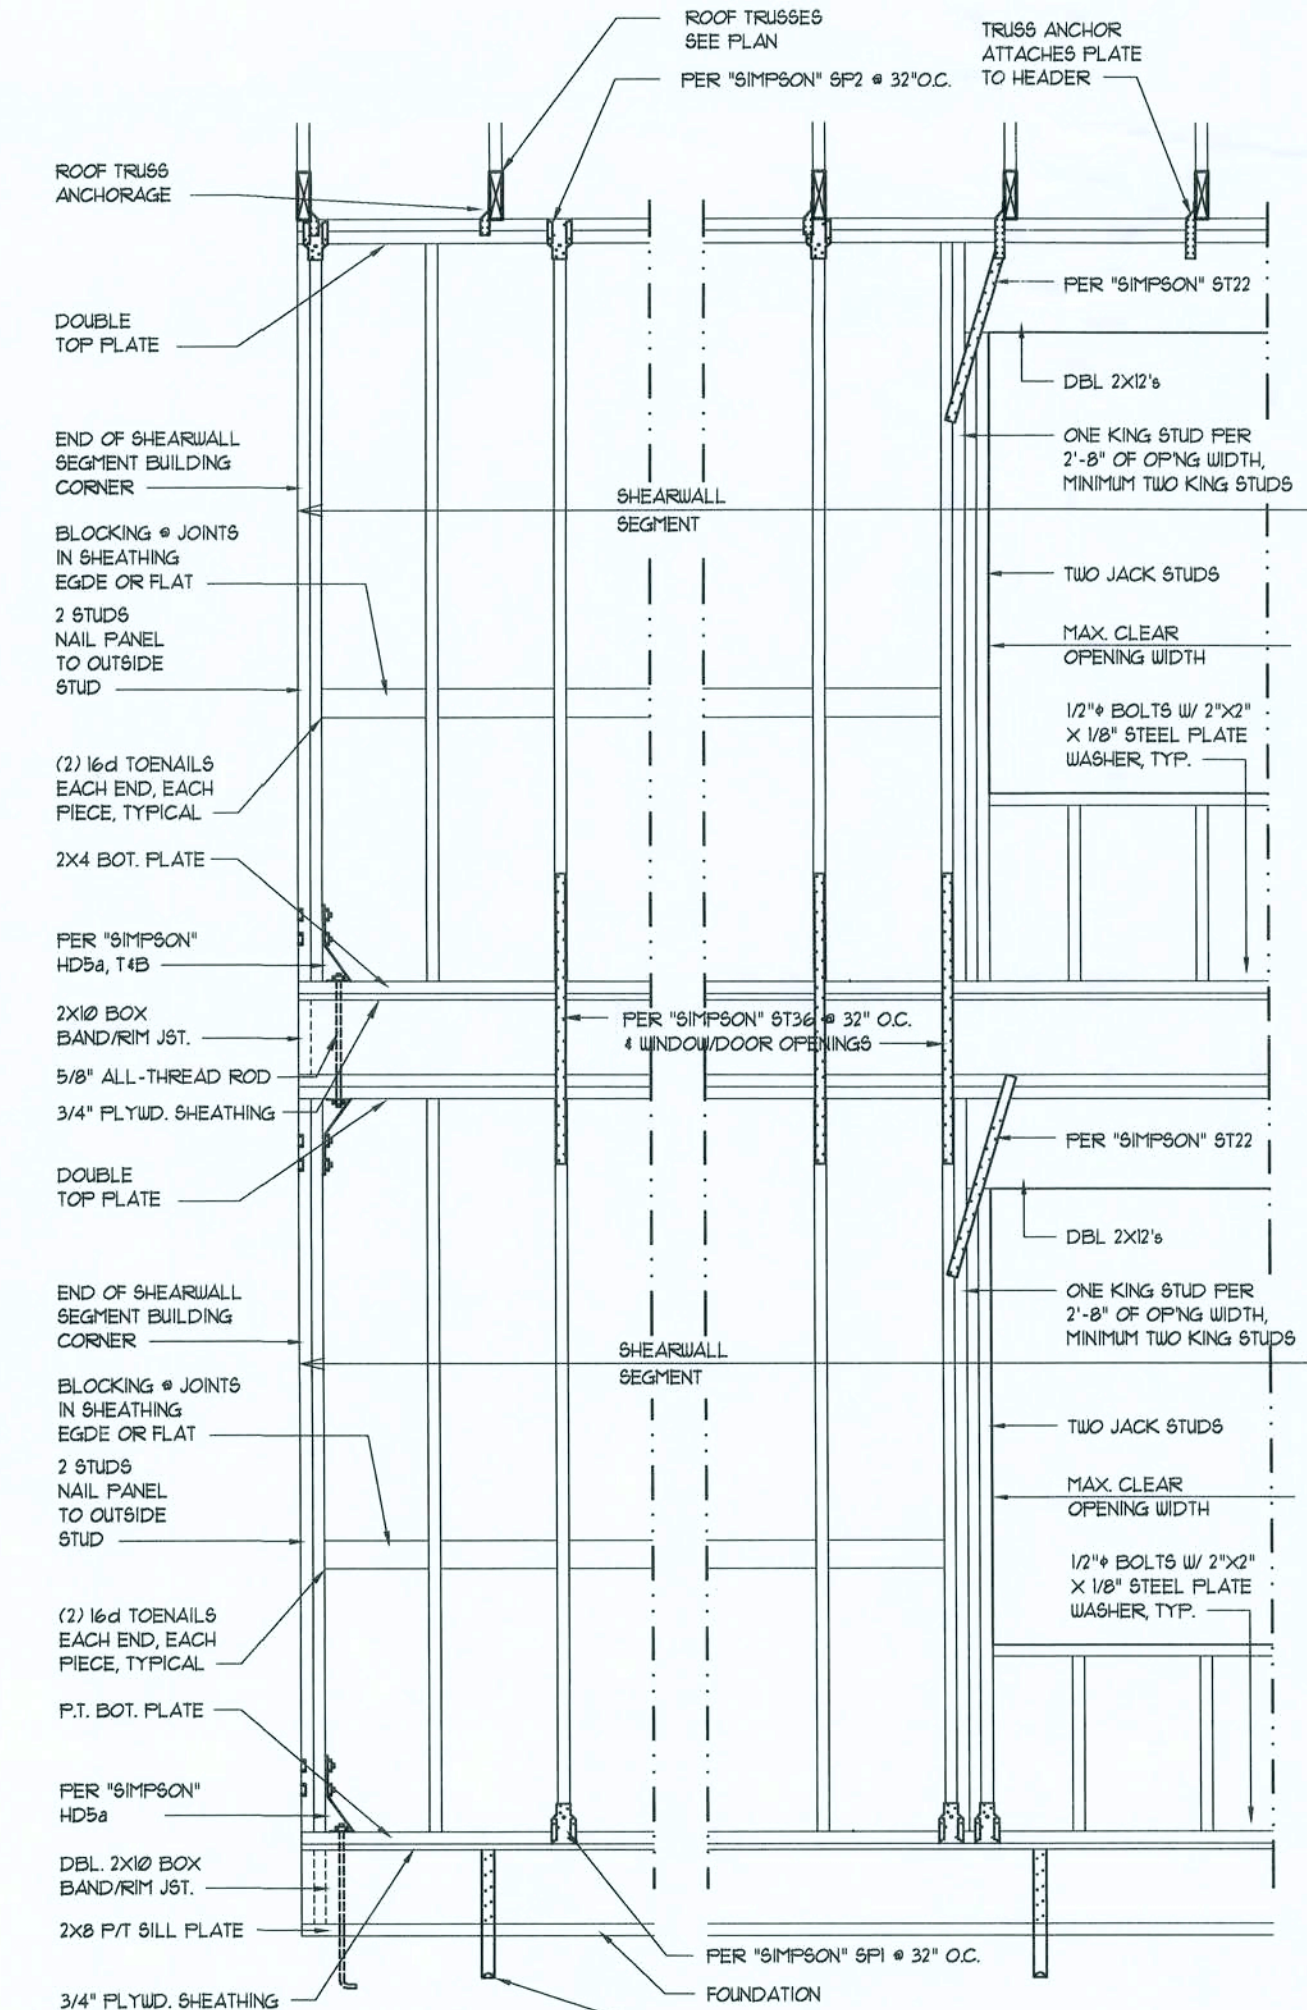 ROOF TRUSSES
SEE PLAN
PER "SIMPSON" SP2 @ 32"O.C.
TRUSS ANCHOR
ATTACHES PLATE
TO HEADER
ROOF TRUSS
ANCHORAGE
DOUBLE
TOP PLATE
END OF SHEARWALL
SEGMENT BUILDING
CORNER
BLOCKING @ JOINTS
IN SHEATHING
EGDE OR FLAT
2 STUDS
NAIL PANEL
TO OUTSIDE
STUD
(2) 16d TOENAILS
EACH END, EACH
PIECE, TYPICAL
2X4 BOT. PLATE
PER "SIMPSON"
HD5a, T&B
2X10 BOX
BAND/RIM JST.
5/8" ALL-THREAD ROD
3/4" PLYWD. SHEATHING
DOUBLE
TOP PLATE
SHEARWALL
SEGMENT
PER "SIMPSON" ST22
DBL 2X12's
ONE KING STUD PER
2'-8" OF OP'NG WIDTH,
MINIMUM TWO KING STUDS
TWO JACK STUDS
MAX. CLEAR
OPENING WIDTH
1/2"φ BOLTS W/ 2"X2"
X 1/8" STEEL PLATE
WASHER, TYP.
PER "SIMPSON" ST36 @ 32" O.C.
& WINDOW/DOOR OPENINGS
END OF SHEARWALL
SEGMENT BUILDING
CORNER
BLOCKING @ JOINTS
IN SHEATHING
EGDE OR FLAT
2 STUDS
NAIL PANEL
TO OUTSIDE
STUD
(2) 16d TOENAILS
EACH END, EACH
PIECE, TYPICAL
P.T. BOT. PLATE
PER "SIMPSON"
HD5a
DBL. 2X10 BOX
BAND/RIM JST.
2X8 P/T SILL PLATE
3/4" PLYWD. SHEATHING
SHEARWALL
SEGMENT
PER "SIMPSON" ST22
DBL 2X12's
ONE KING STUD PER
2'-8" OF OP'NG WIDTH,
MINIMUM TWO KING STUDS
TWO JACK STUDS
MAX. CLEAR
OPENING WIDTH
1/2"φ BOLTS W/ 2"X2"
X 1/8" STEEL PLATE
WASHER, TYP.
PER "SIMPSON" SP1 @ 32" O.C.
FOUNDATION